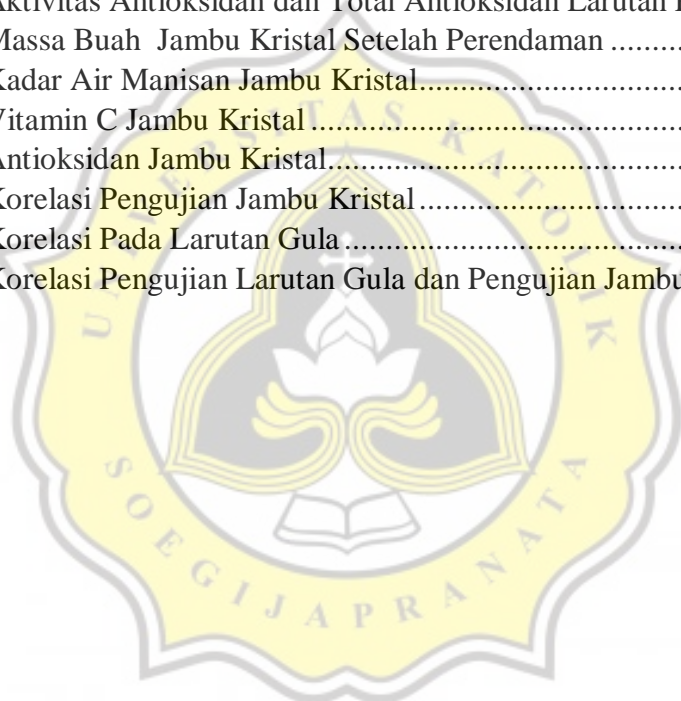 Aktivitas Antioksidan dan Total Antioksidan Larutan
Massa Buah Jambu Kristal Setelah Perendaman ..........
Kadar Air Manisan Jambu Kristal...................................
Vitamin C Jambu Kristal .................................................
Antioksidan Jambu Kristal..............................................
Korelasi Pengujian Jambu Kristal ...................................
Korelasi Pada Larutan Gula .............................................
Korelasi Pengujian Larutan Gula dan Pengujian Jambu
UNIVERSITAS KATOLIK
SOEGIJAPRANATA